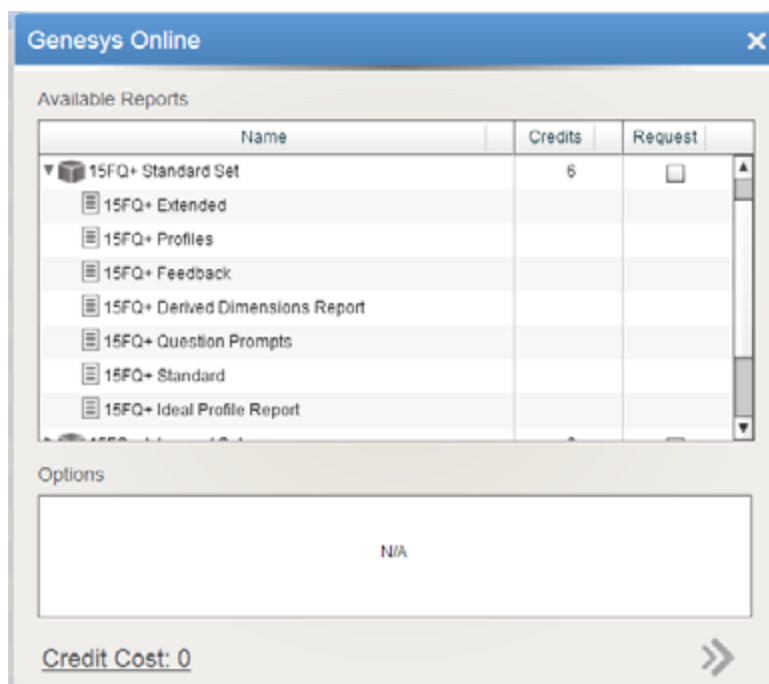 Genesys Online
Available Reports
Name Credits Request
15FQ+ Standard Set 6
15FQ+ Extended
15FQ+ Profiles
15FQ+ Feedback
15FQ+ Derived Dimensions Report
15FQ+ Question Prompts
15FQ+ Standard
15FQ+ Ideal Profile Report
Options
N/A
Credit Cost: 0